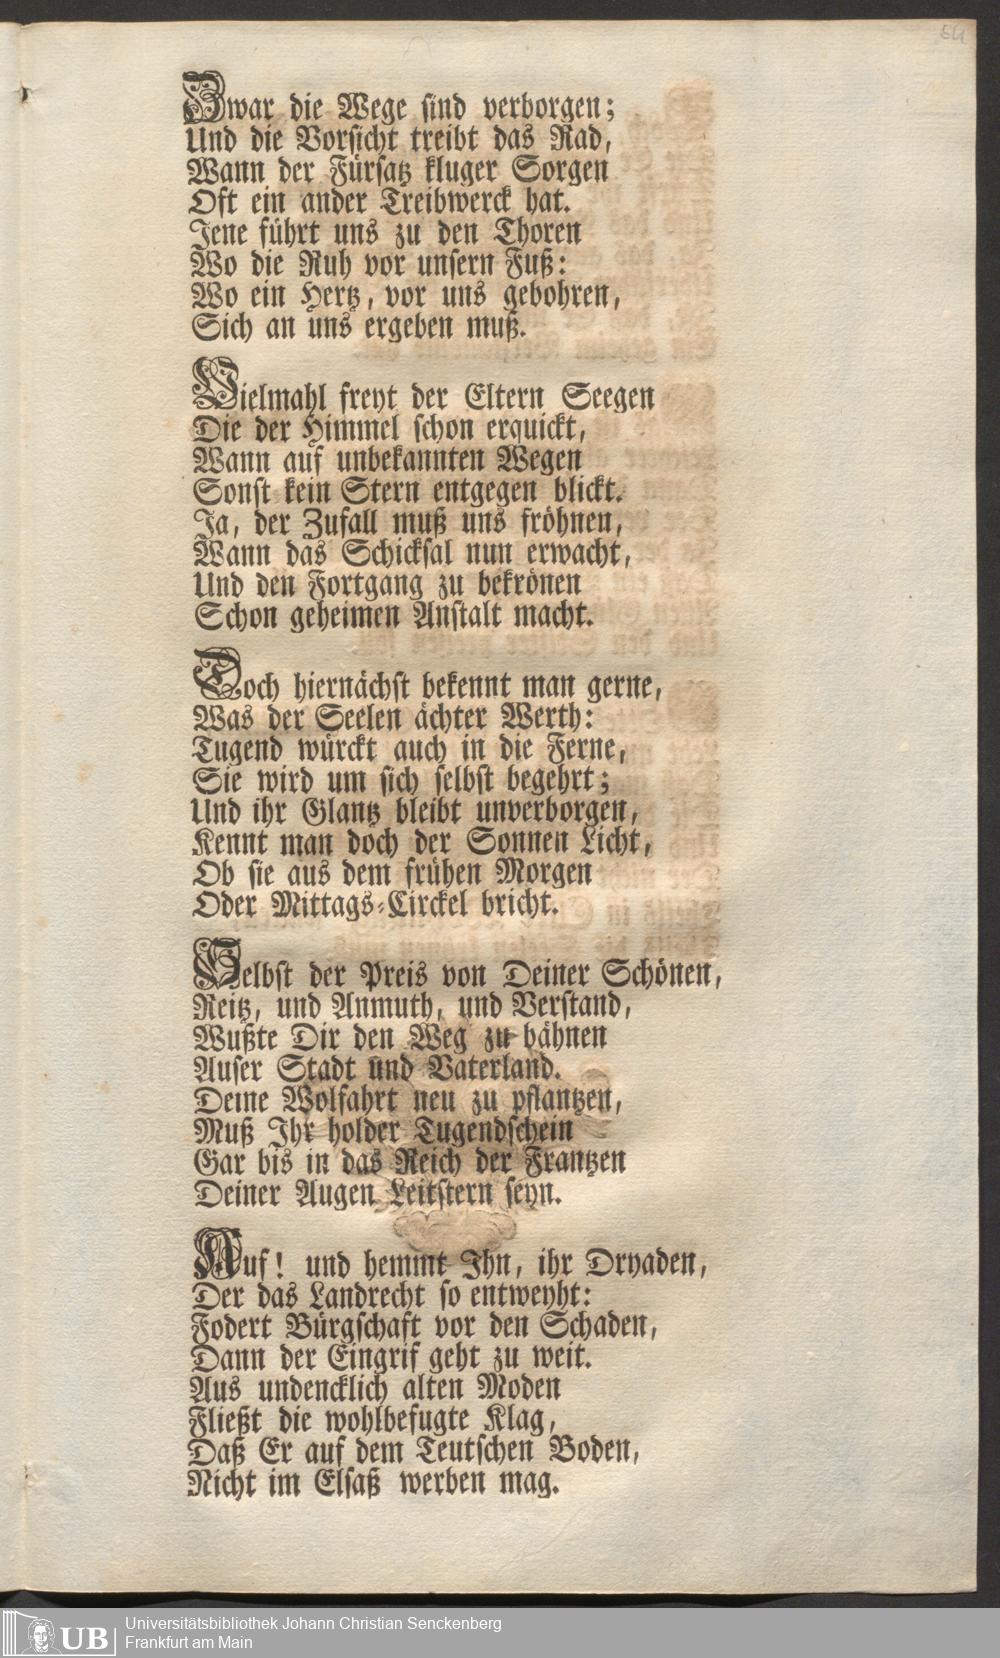 54
Zwar die Wege sind verborgen;
Und die Vorsicht treibt das Rad,
Wann der Fürsatz kluger Sorgen
Oft ein ander Treibwerck hat.
Jene führt uns zu den Thoren
Wo die Ruh vor unsern Fuß:
Wo ein Hertz, vor uns gebohren,
Sich an uns ergeben muß.
Vielmahl freyt der Eltern Seegen
Die der Himmel schon erquickt,
Wann auf unbekannten Wegen
Sonst kein Stern entgegen blickt.
Ja, der Zufall muß uns fröhnen,
Wann das Schicksal nun erwacht,
Und den Fortgang zu bekrönen
Schon geheimen Anstalt macht.
Doch hiernächst bekennt man gerne,
Was der Seelen ächter Werth:
Tugend würckt auch in die Ferne,
Sie wird um sich selbst begehrt;
Und ihr Glantz bleibt unverborgen,
Kennt man doch der Sonnen Licht,
Ob sie aus dem frühen Morgen
Oder Mittags-Circkel bricht.
Selbst der Preis von Deiner Schönen,
Reitz, und Anmuth, und Verstand,
Wußte Dir den Weg zu bähnen
Auser Stadt und Vaterland.
Deine Wolfahrt neu zu pflantzen,
Muß Ihr holder Tugendschein
Gar bis in das Reich der Frantzen
Deiner Augen Leitstern seyn.
Auf! und hemmt Ihn, ihr Dryaden,
Der das Landrecht so entweyht:
Fodert Bürgschaft vor den Schaden,
Dann der Eingrif geht zu weit.
Aus undencklich alten Moden
Fließt die wohlbefugte Klag,
Daß Er auf dem Teutschen Boden,
Nicht im Elsaß werben mag.
UB Universitätsbibliothek Johann Christian Senckenberg
Frankfurt am Main